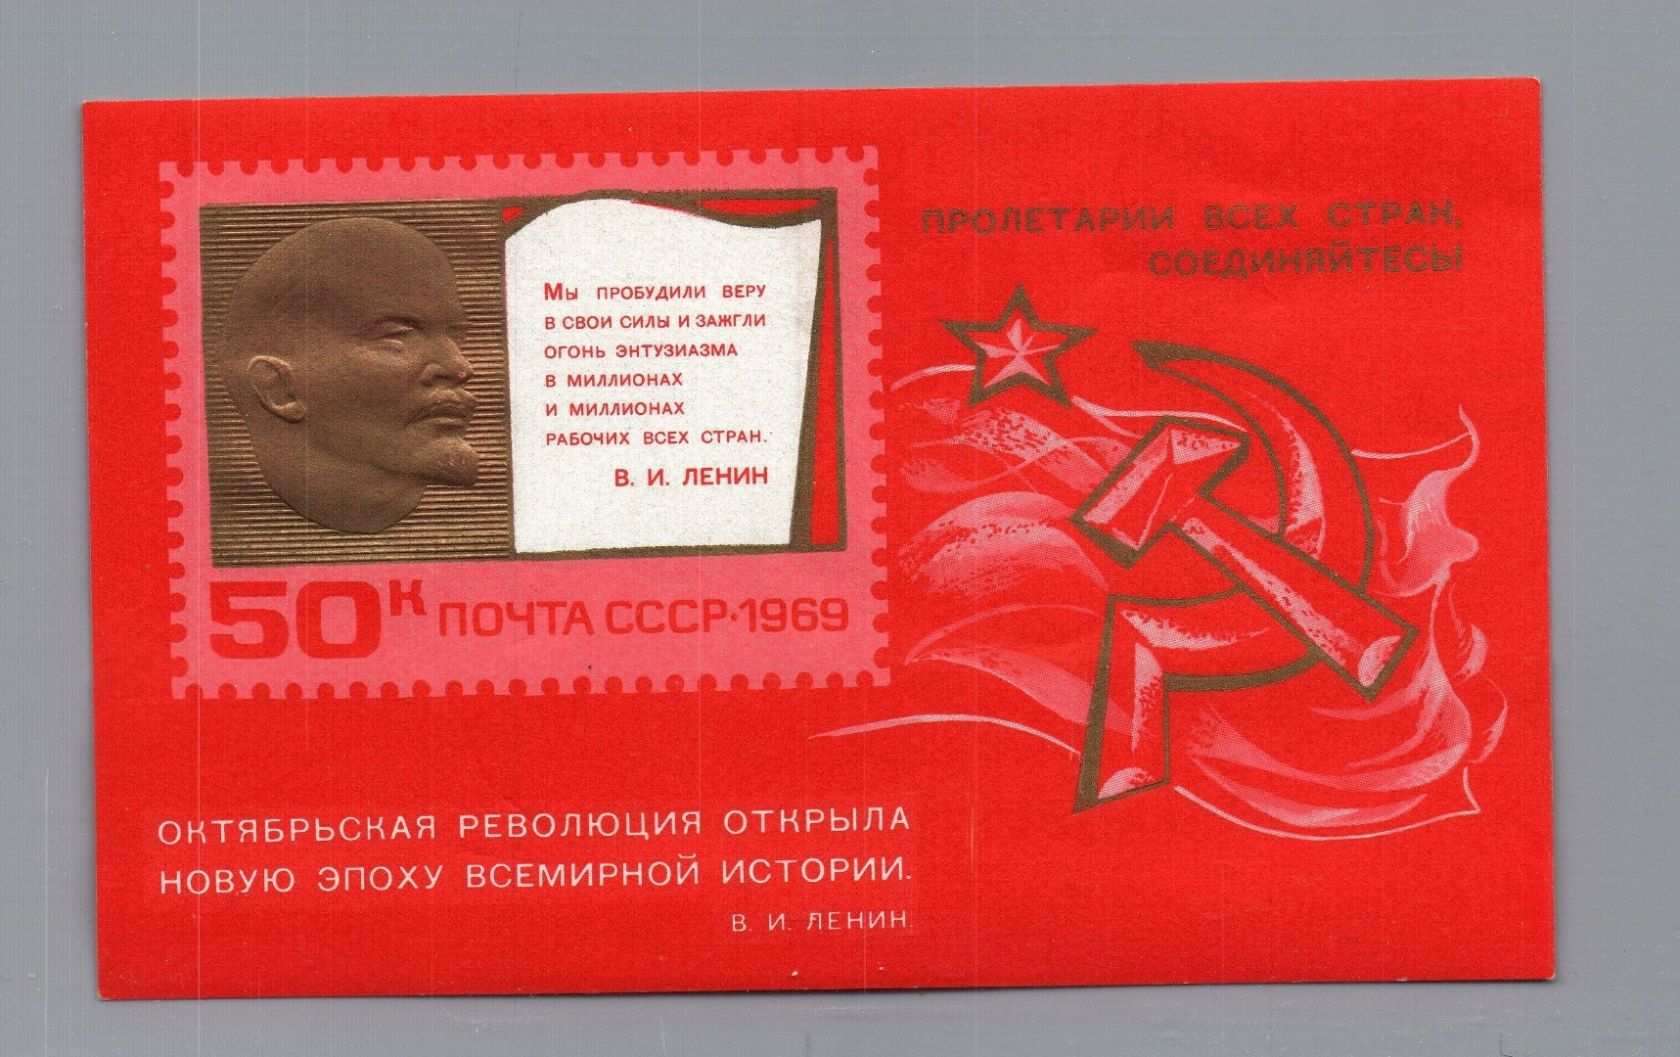 ПРОЛЕТАРИИ ВСЕХ СТРАН,
СОЕДИНЯЙТЕСЬ!
Мы ПРОБУДИЛИ ВЕРУ
В СВОИ СИЛЫ И ЗАЖГЛИ
ОГОНЬ ЭНТУЗИАЗМА
В МИЛЛИОНАХ
И МИЛЛИОНАХ
РАБОЧИХ ВСЕХ СТРАН.
В. И. ЛЕНИН
50К ПОЧТА СССР·1969
ОКТЯБРЬСКАЯ РЕВОЛЮЦИЯ ОТКРЫЛА
НОВУЮ ЭПОХУ ВСЕМИРНОЙ ИСТОРИИ.
В. И. ЛЕНИН.